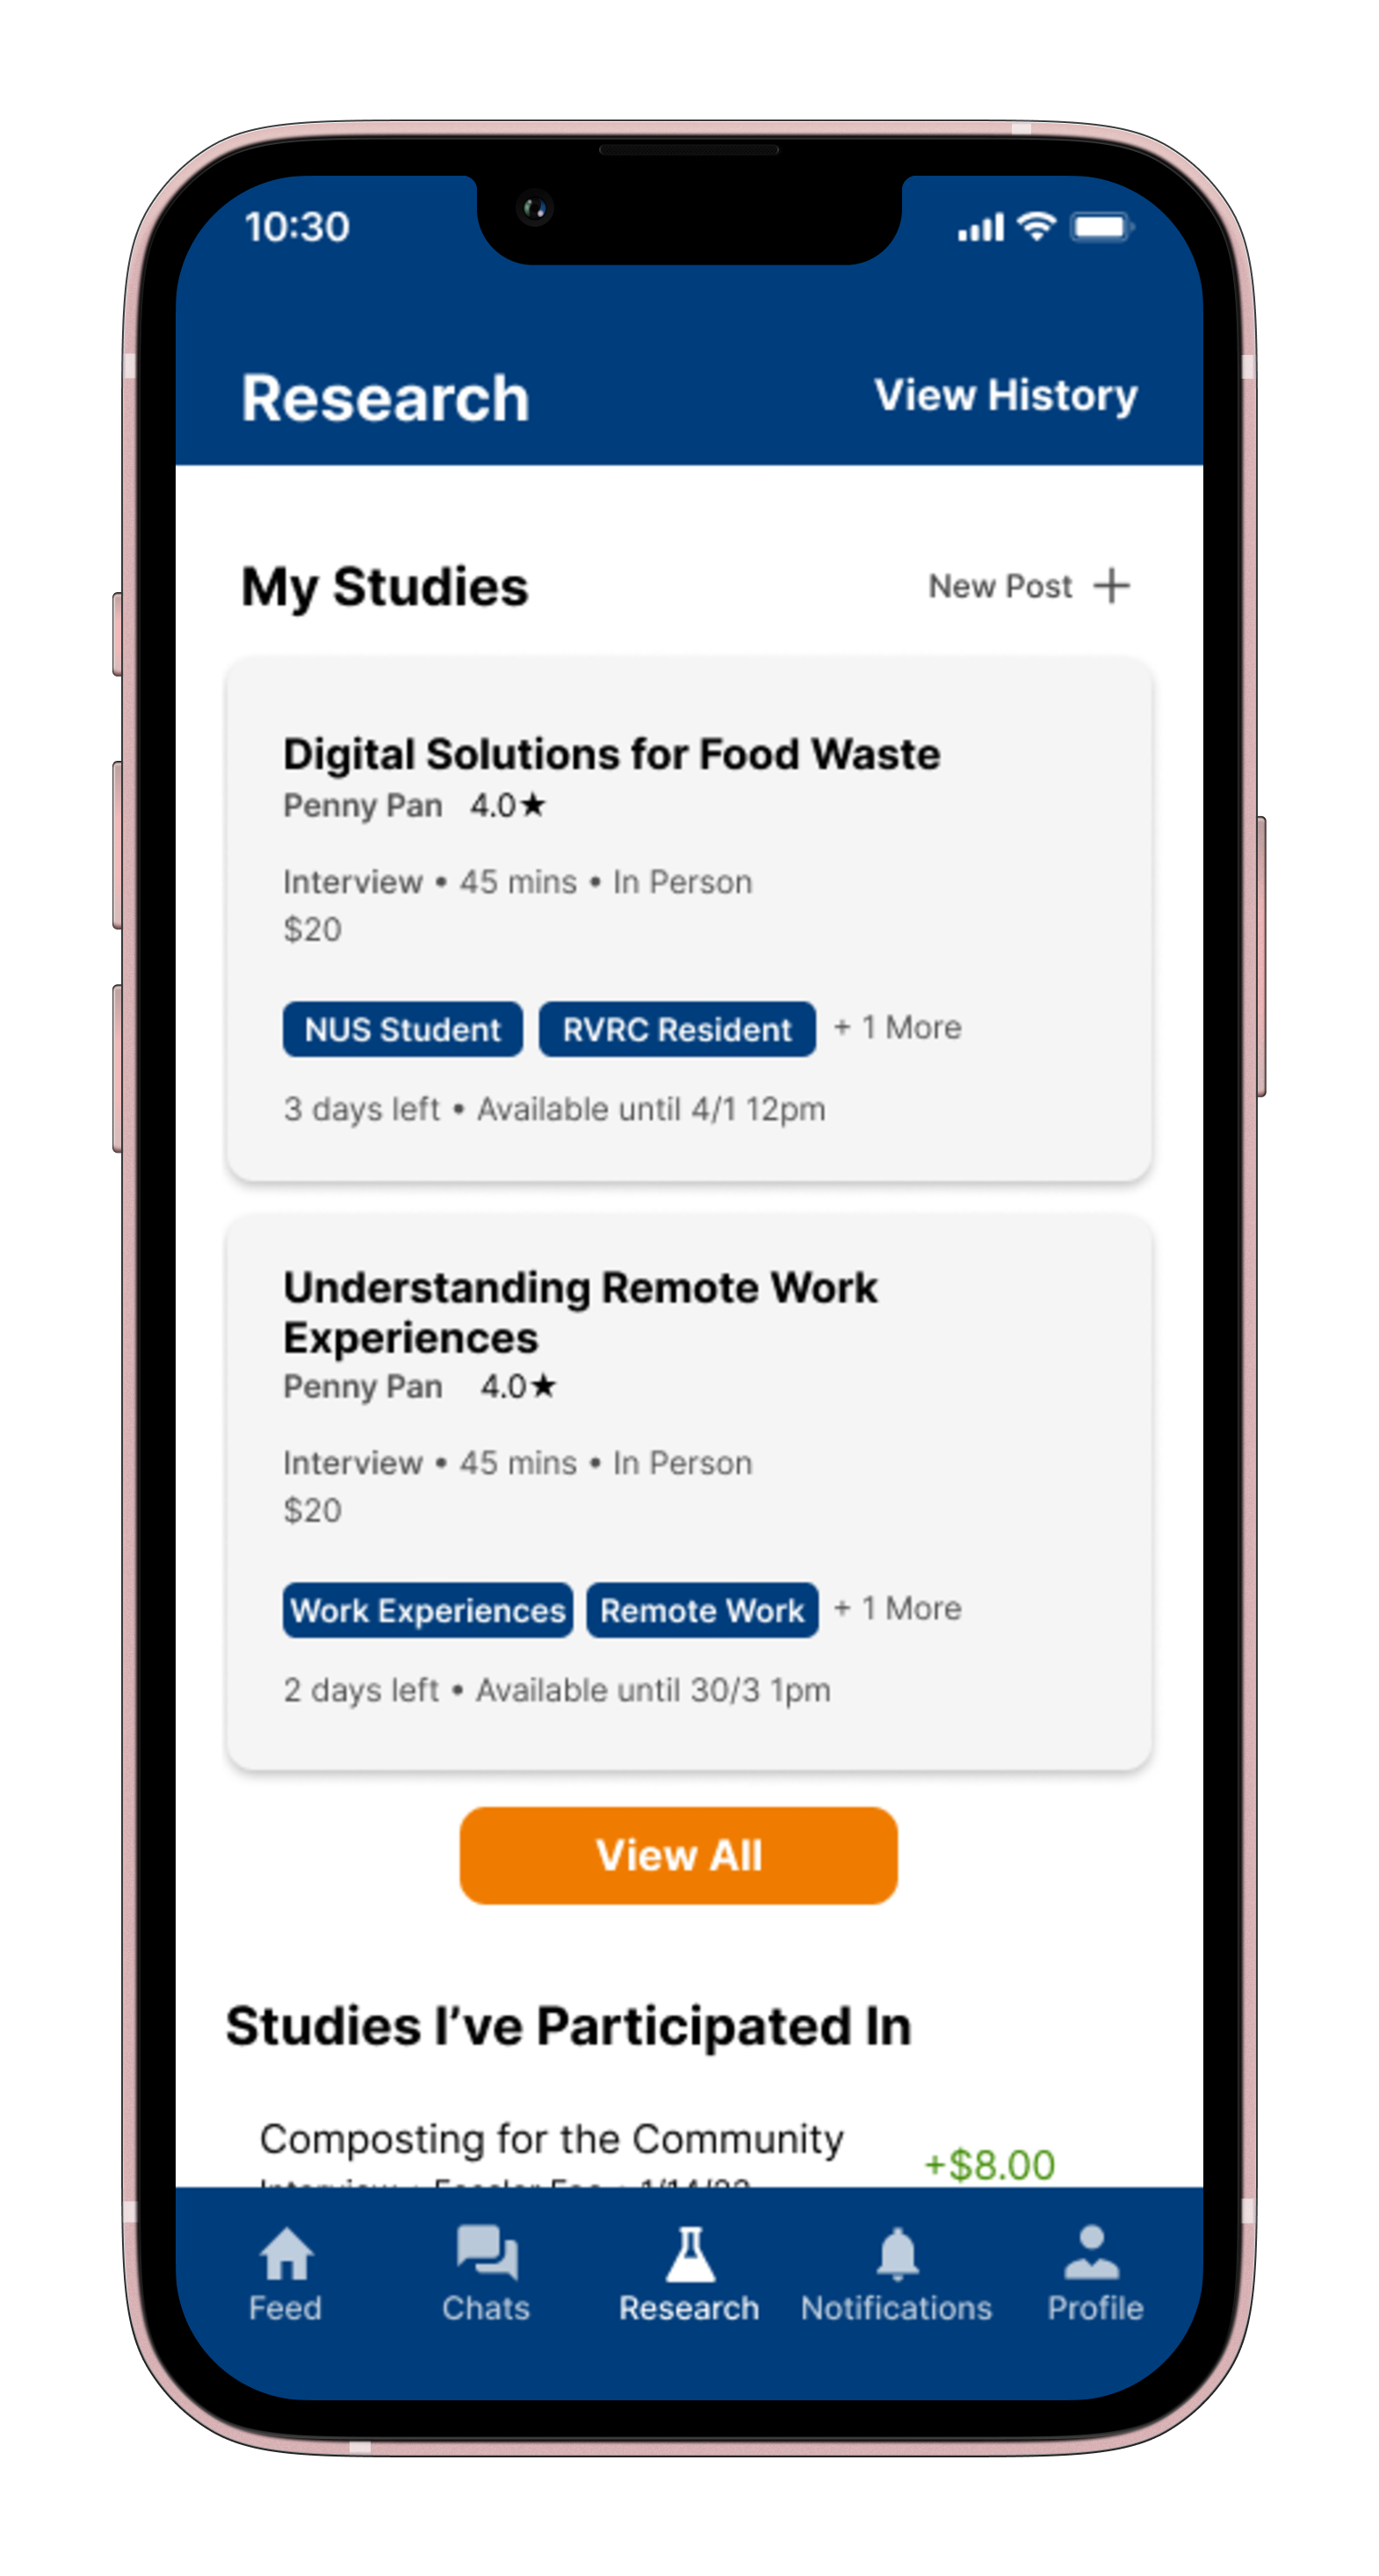 10:30
Research
View History
My Studies
New Post +
Digital Solutions for Food Waste
Penny Pan 4.0★
Interview • 45 mins • In Person
$20
NUS Student RVRC Resident + 1 More
3 days left • Available until 4/1 12pm
Understanding Remote Work
Experiences
Penny Pan 4.0★
Interview • 45 mins • In Person
$20
Work Experiences Remote Work + 1 More
2 days left • Available until 30/3 1pm
View All
Studies I’ve Participated In
Composting for the Community
+$8.00
Interview
Feed Chats Research Notifications Profile